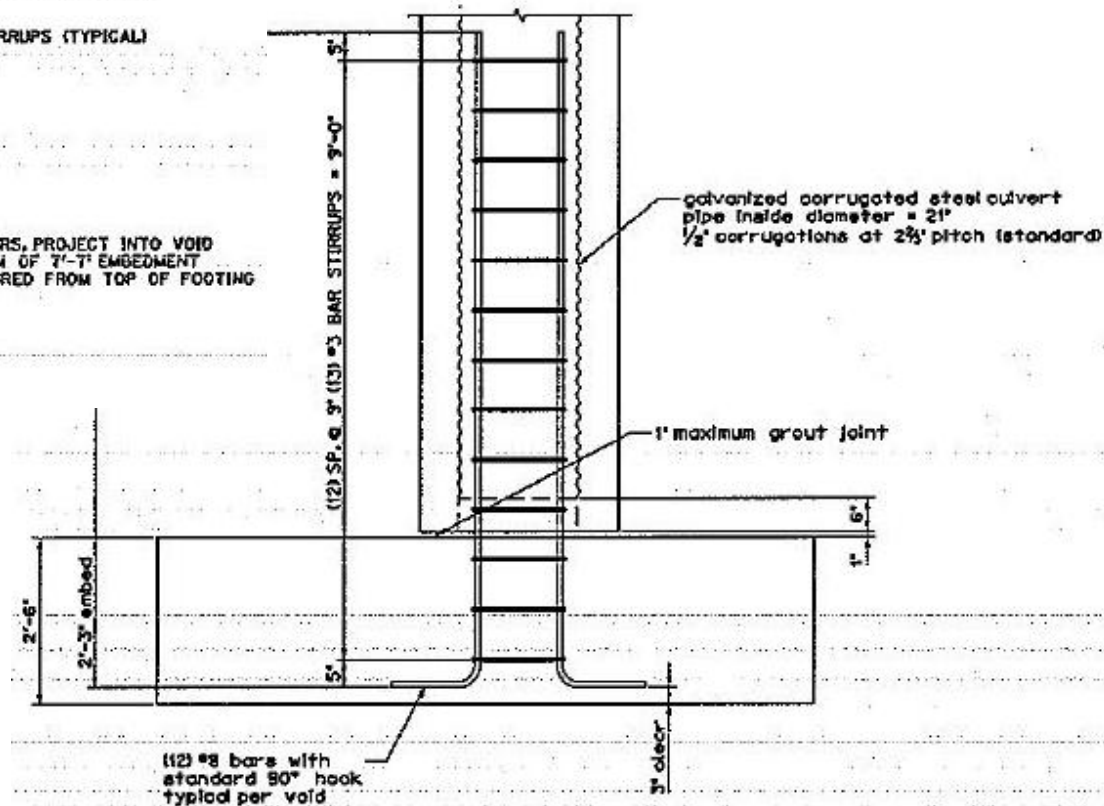 RRUPS (TYPICAL)
5"
(12) SP. @ 9" (13) #3 BAR STIRRUPS = 9'-0"
galvanized corrugated steel culvert
pipe inside diameter = 21"
1/2" corrugations at 2 2/3" pitch (standard)
RS, PROJECT INTO VOID
M OF 7'-7" EMBEDMENT
RED FROM TOP OF FOOTING
1" maximum grout joint
6"
1"
2'-6"
2'-3" embed
5"
3" clear
(12) #8 bars with
standard 90° hook
typical per void